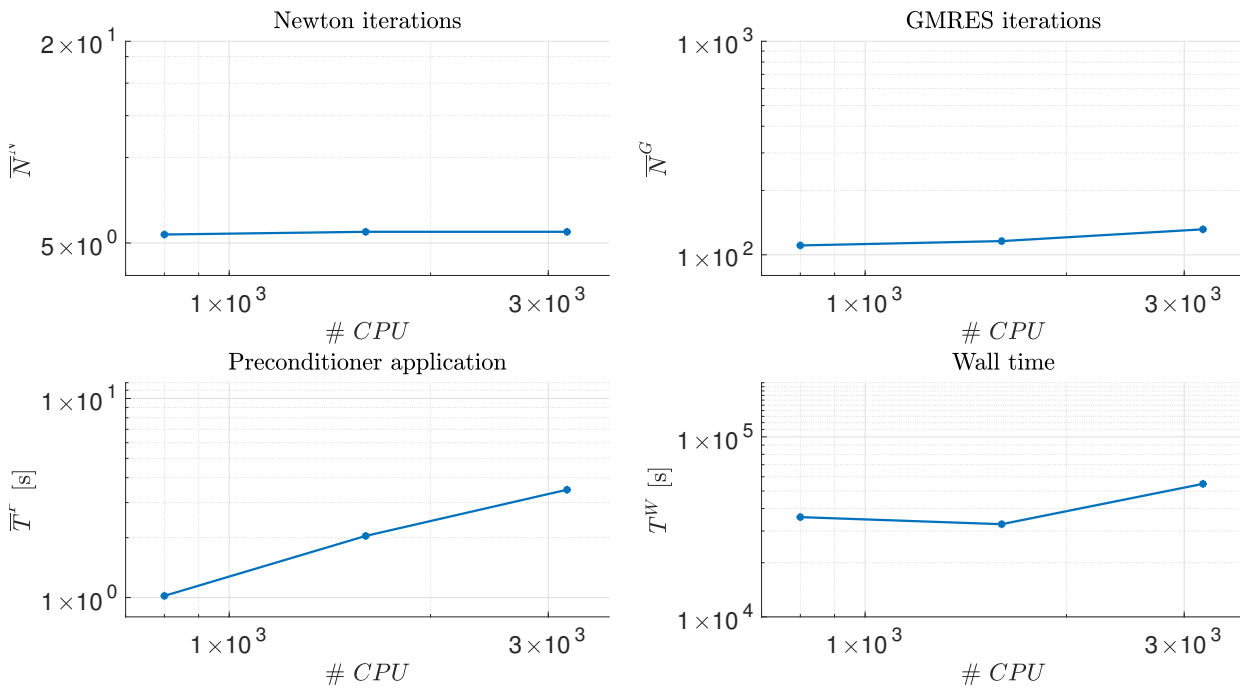 Newton iterations
2×10^1
5×10^0
1×10^3
3×10^3
# CPU
GMRES iterations
1×10^3
N̅^G
1×10^2
1×10^3
3×10^3
# CPU
Preconditioner application
1×10^1
[s]
1×10^0
1×10^3
3×10^3
# CPU
Wall time
1×10^5
T^W [s]
1×10^4
1×10^3
3×10^3
# CPU